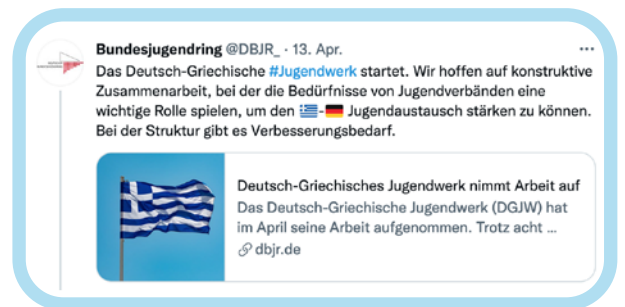 Bundesjugendring @DBJR_ · 13. Apr.
Das Deutsch-Griechische #Jugendwerk startet. Wir hoffen auf konstruktive
Zusammenarbeit, bei der die Bedürfnisse von Jugendverbänden eine
wichtige Rolle spielen, um den 🇬🇷-🇩🇪 Jugendaustausch stärken zu können.
Bei der Struktur gibt es Verbesserungsbedarf.
Deutsch-Griechisches Jugendwerk nimmt Arbeit auf
Das Deutsch-Griechische Jugendwerk (DGJW) hat
im April seine Arbeit aufgenommen. Trotz acht ...
dbjr.de